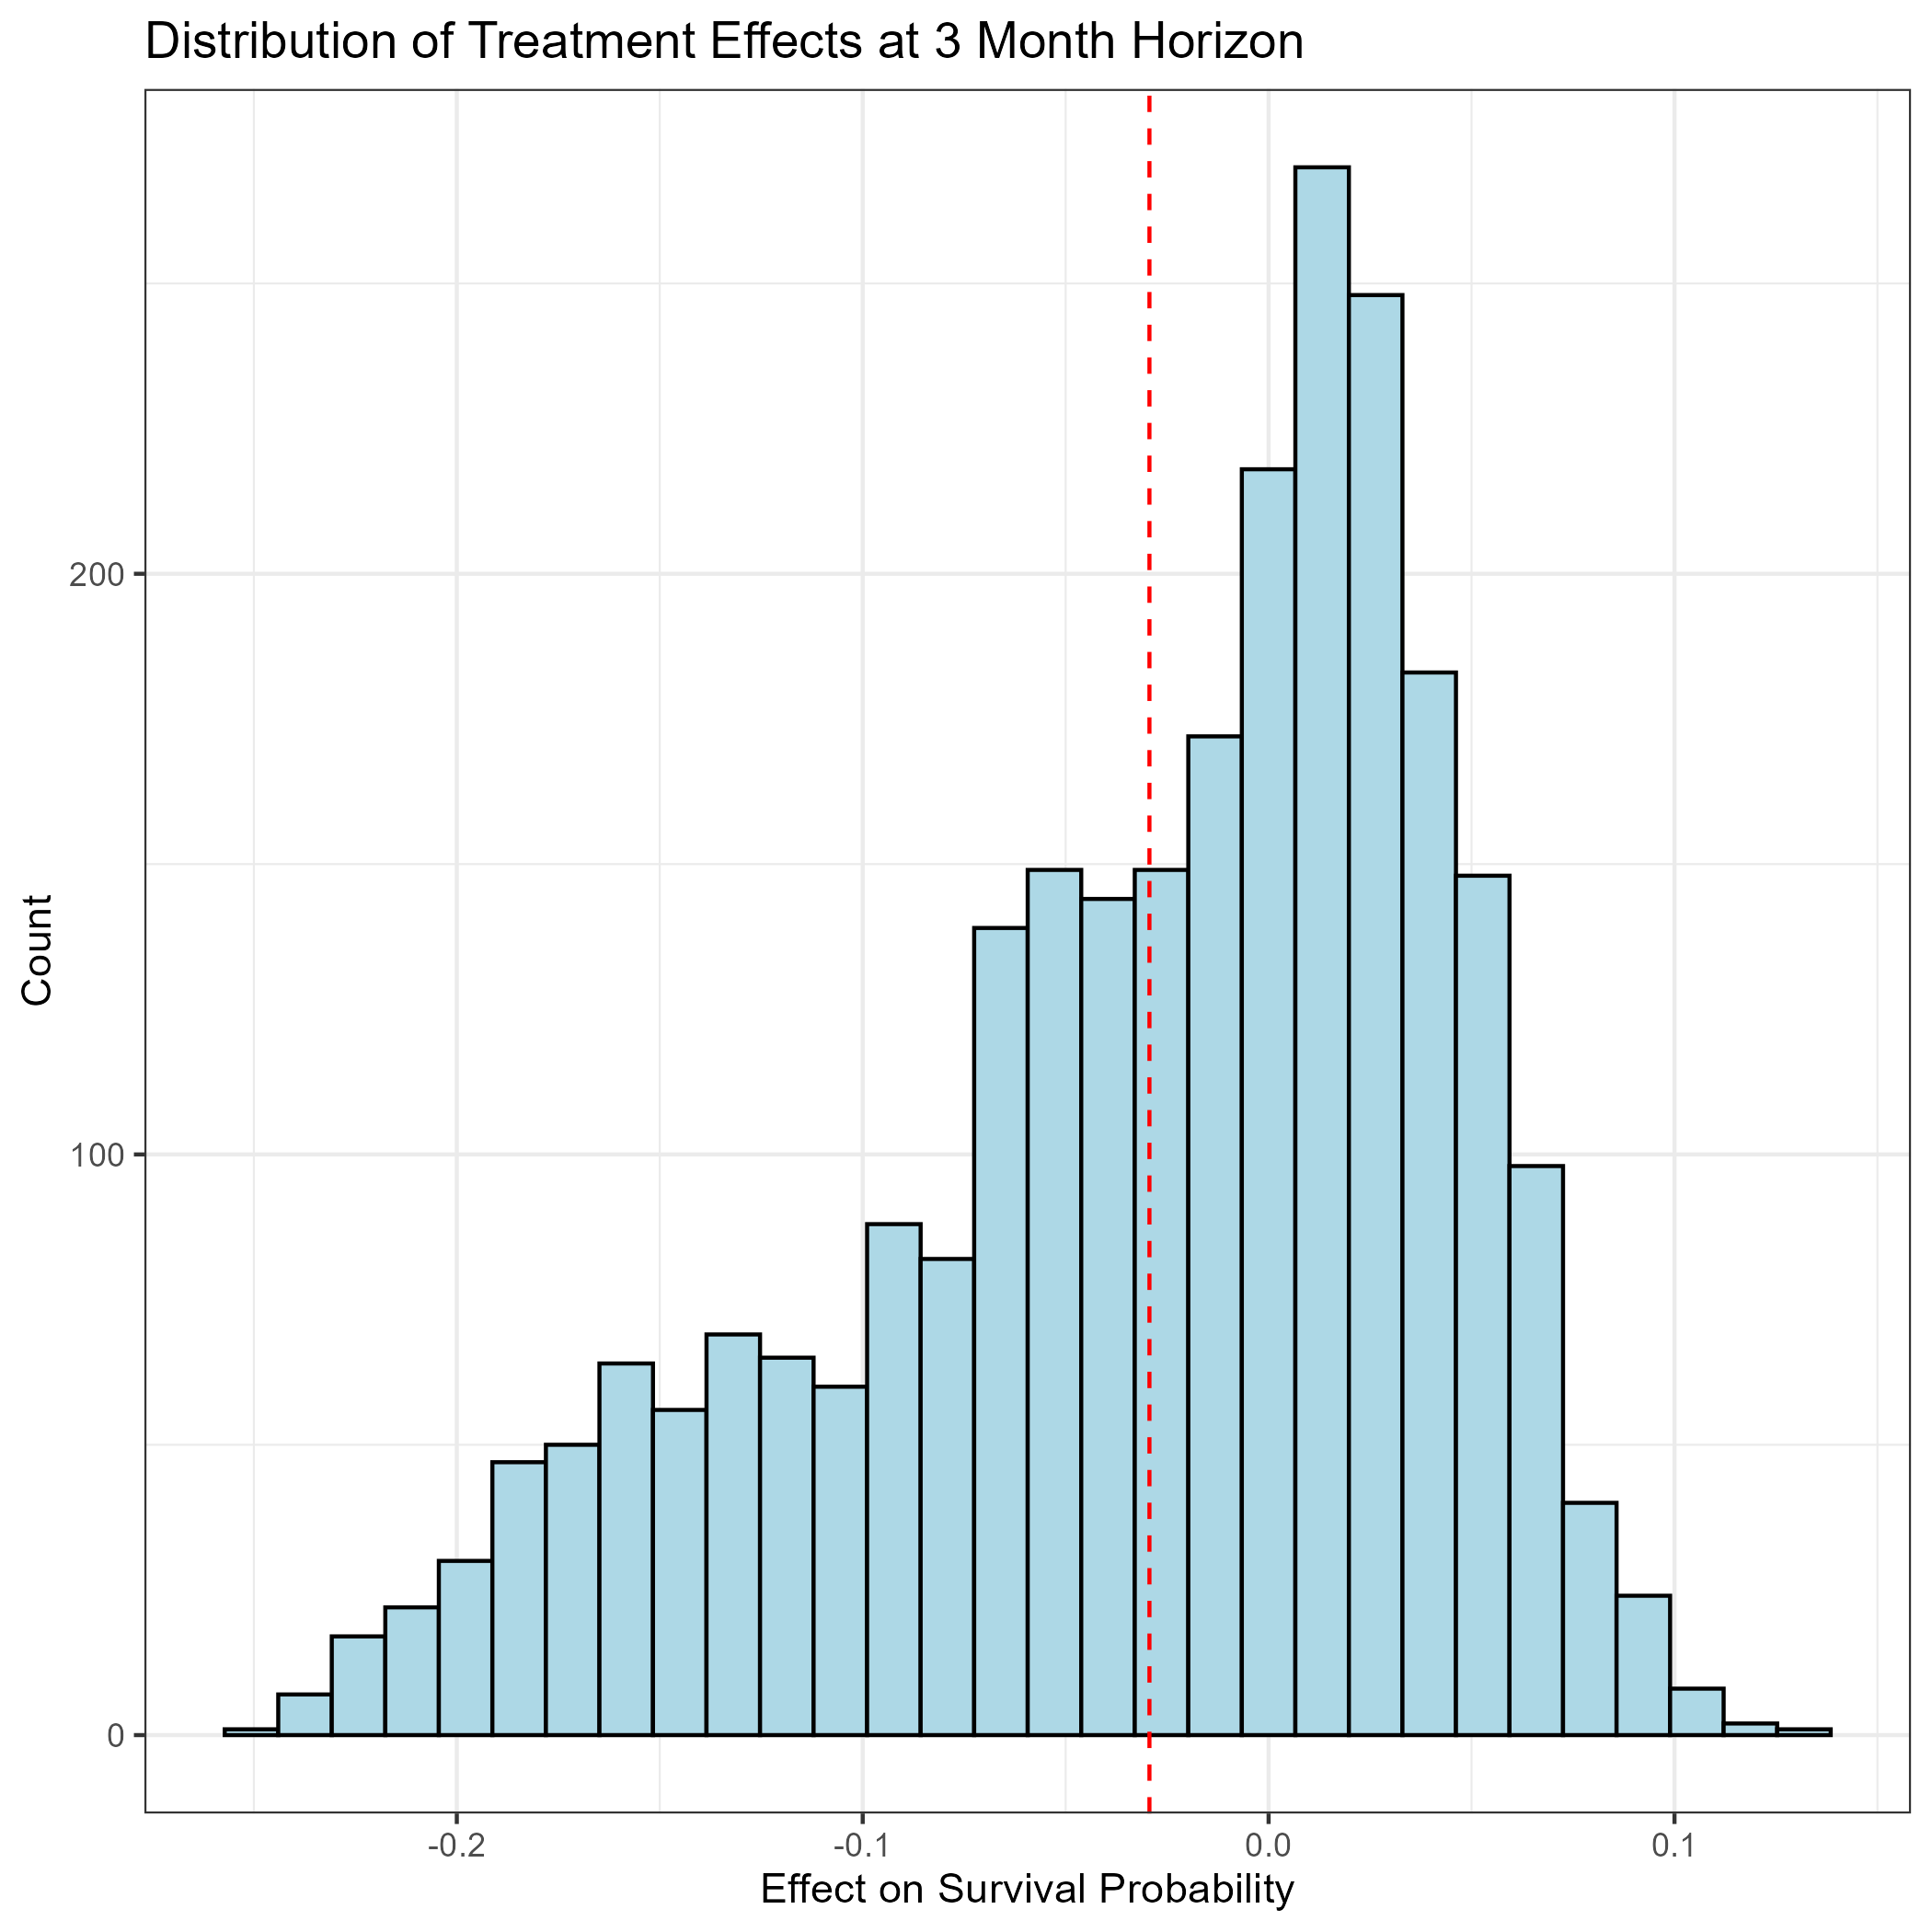 Distribution of Treatment Effects at 3 Month Horizon
Count
200
100
0
-0.2
-0.1
0.0
0.1
Effect on Survival Probability